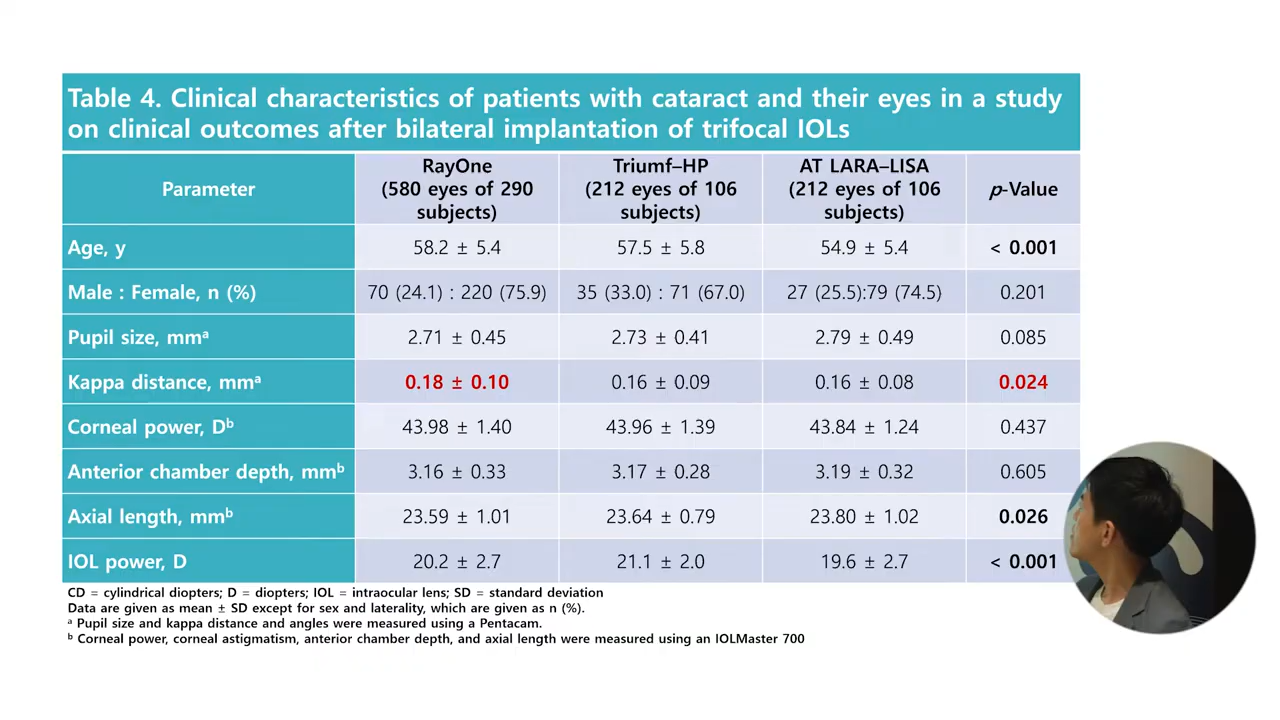 Table 4. Clinical characteristics of patients with cataract and their eyes in a study
on clinical outcomes after bilateral implantation of trifocal IOLs
Parameter
RayOne
(580 eyes of 290
subjects)
Triumf–HP
(212 eyes of 106
subjects)
AT LARA–LISA
(212 eyes of 106
subjects)
p-Value
Age, y 58.2 ± 5.4 57.5 ± 5.8 54.9 ± 5.4 < 0.001
Male : Female, n (%) 70 (24.1) : 220 (75.9) 35 (33.0) : 71 (67.0) 27 (25.5):79 (74.5) 0.201
Pupil size, mmᵃ 2.71 ± 0.45 2.73 ± 0.41 2.79 ± 0.49 0.085
Kappa distance, mmᵃ 0.18 ± 0.10 0.16 ± 0.09 0.16 ± 0.08 0.024
Corneal power, Dᵇ 43.98 ± 1.40 43.96 ± 1.39 43.84 ± 1.24 0.437
Anterior chamber depth, mmᵇ 3.16 ± 0.33 3.17 ± 0.28 3.19 ± 0.32 0.605
Axial length, mmᵇ 23.59 ± 1.01 23.64 ± 0.79 23.80 ± 1.02 0.026
IOL power, D 20.2 ± 2.7 21.1 ± 2.0 19.6 ± 2.7 < 0.001
CD = cylindrical diopters; D = diopters; IOL = intraocular lens; SD = standard deviation
Data are given as mean ± SD except for sex and laterality, which are given as n (%).
ᵃ Pupil size and kappa distance and angles were measured using a Pentacam.
ᵇ Corneal power, corneal astigmatism, anterior chamber depth, and axial length were measured using an IOLMaster 700